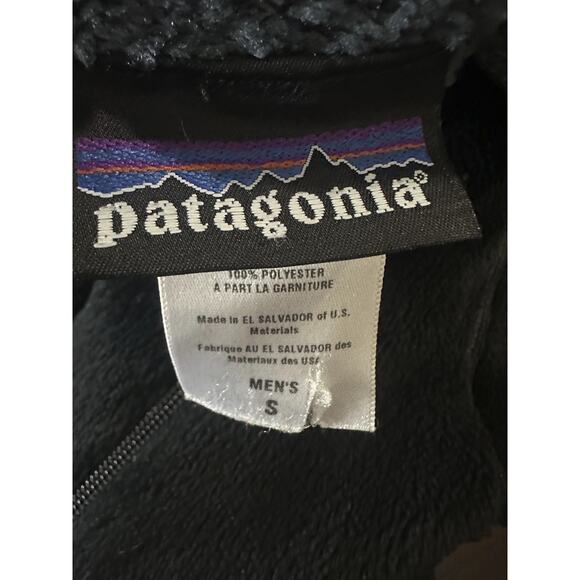 patagonia®
100% POLYESTER
A PART LA GARNITURE
Made in EL SALVADOR of U.S.
Materials
Fabrique AU EL SALVADOR des
Materiaux des USA
MEN'S
S